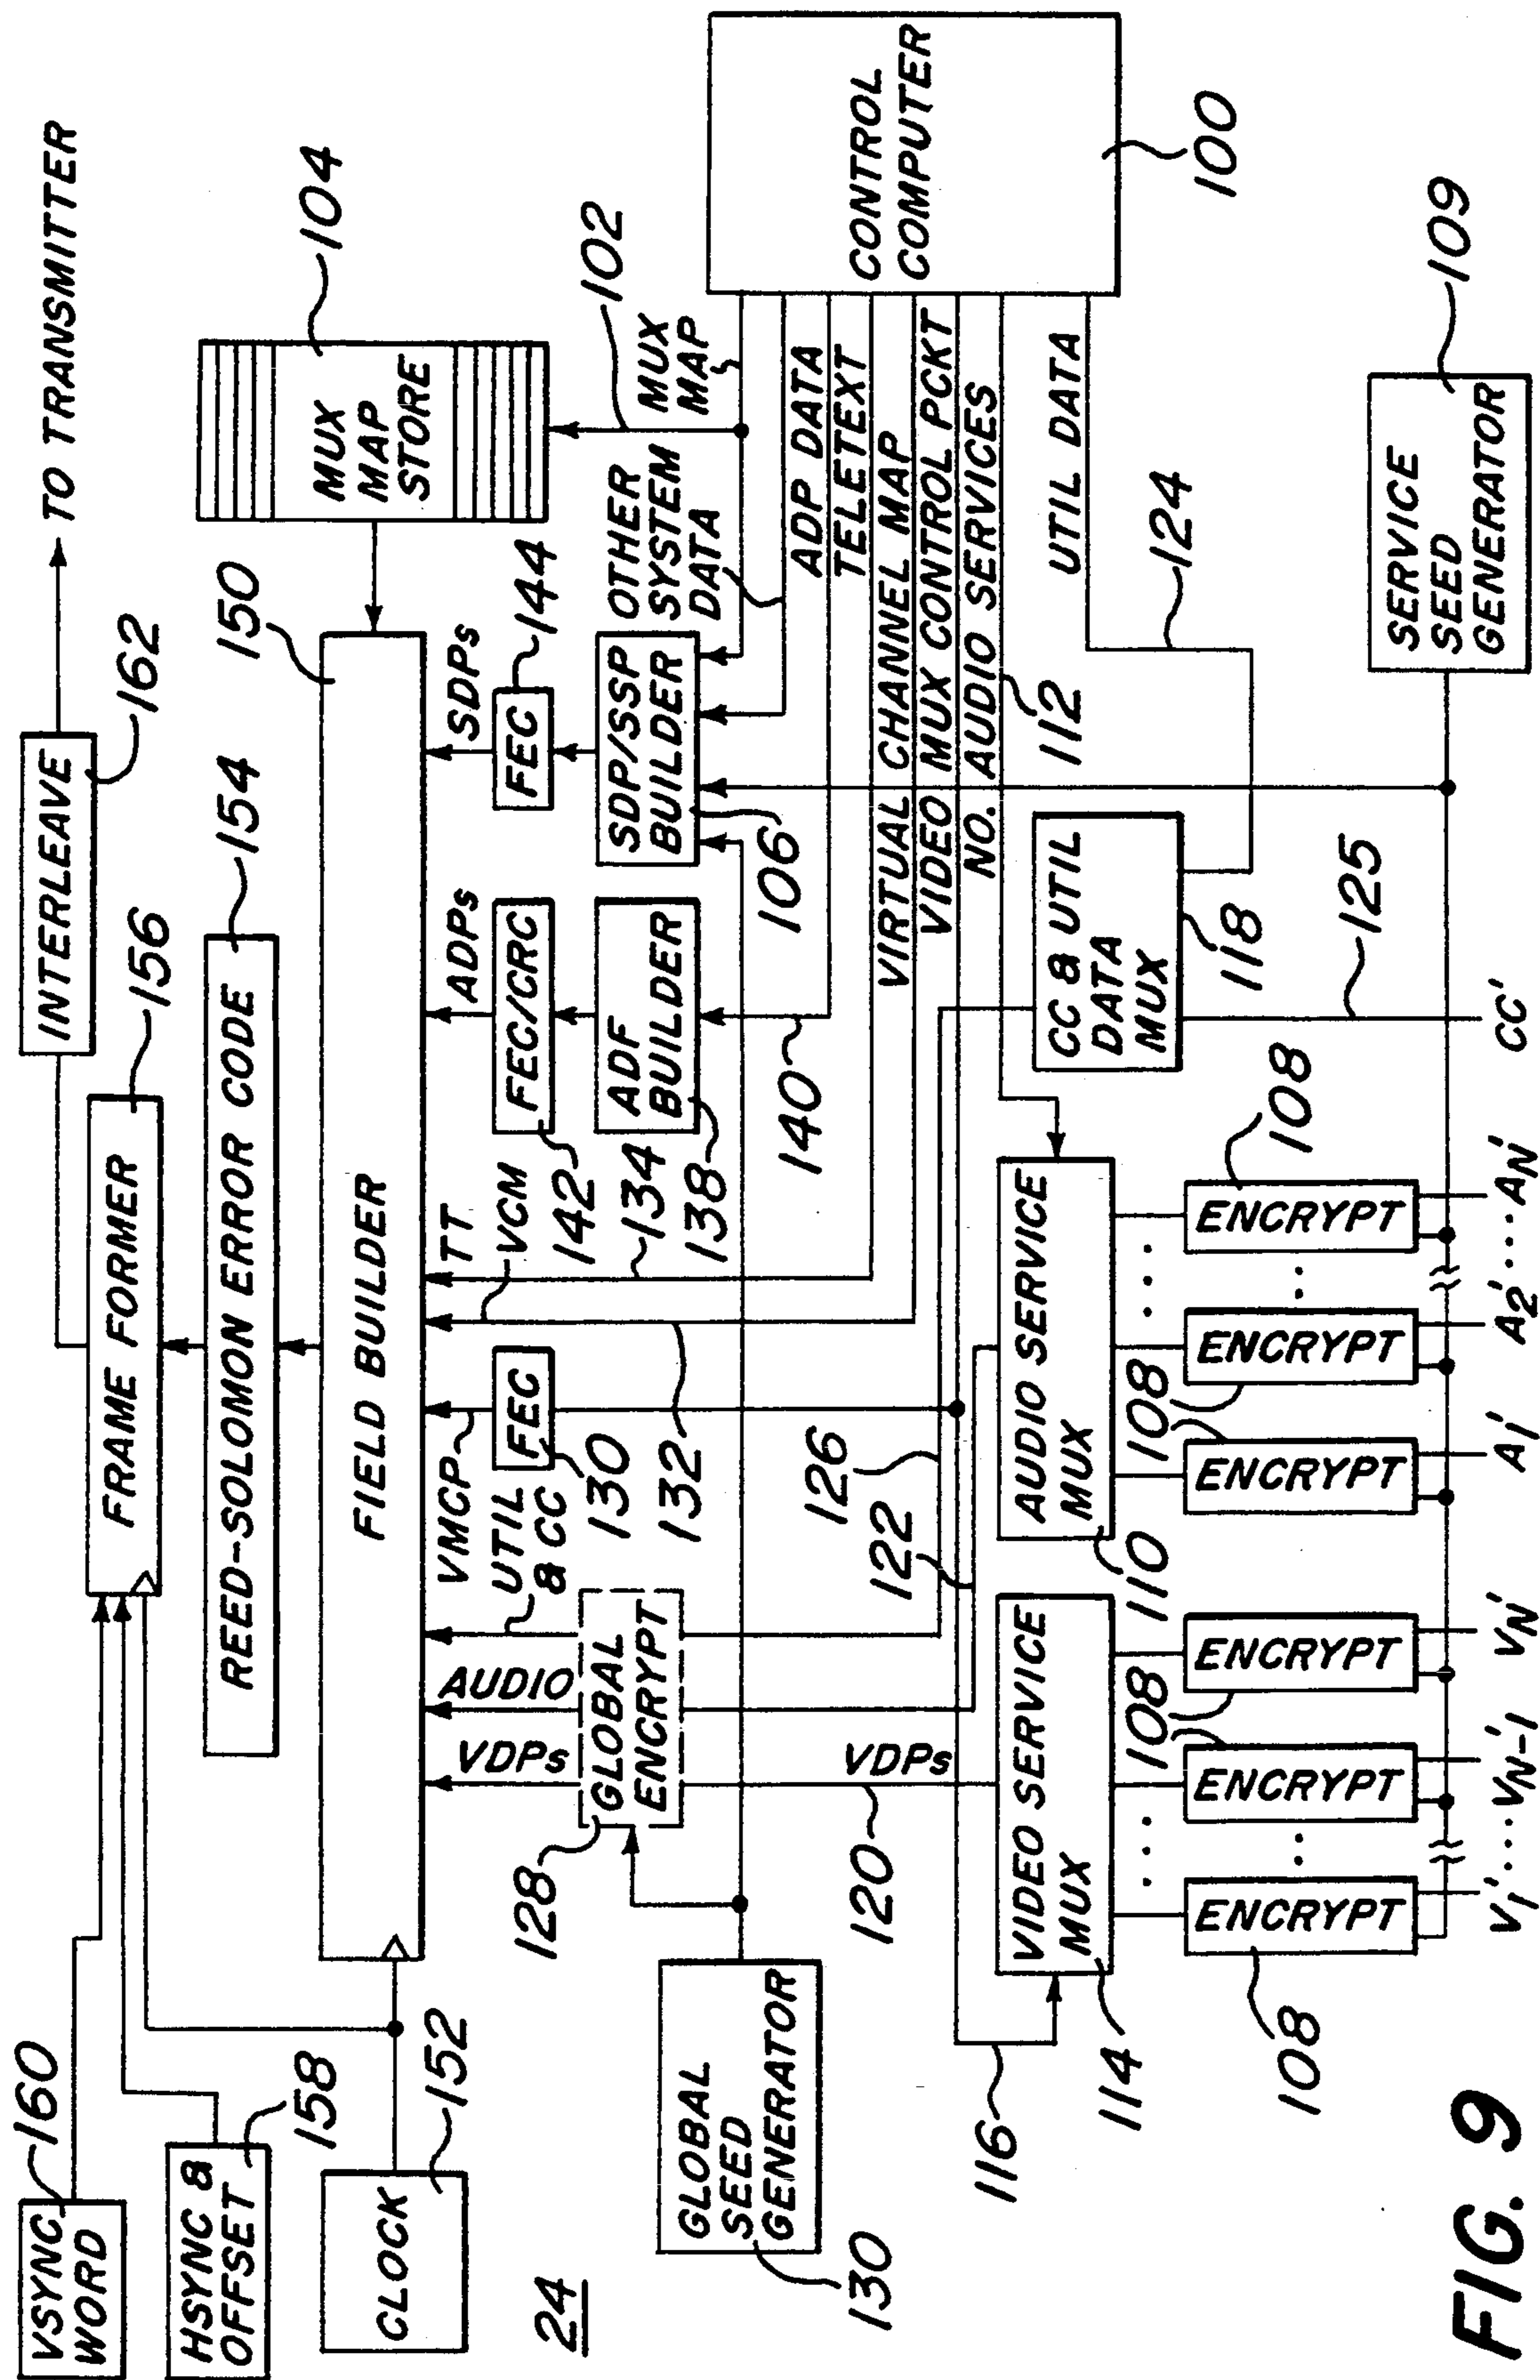 VSYNC
WORD
160
HSYNC &
OFFSET
158
CLOCK
152
24
FRAME FORMER
156
INTERLEAVE
162
TO TRANSMITTER
REED-SOLOMON ERROR CODE
154
FIELD BUILDER
150
MUX
MAP
STORE
104
VDPs
AUDIO
UTIL
& CC
VMCP
TT
VCM
ADPs
SDPs
128
GLOBAL
ENCRYPT
FEC
130
132
134
FEC/CRC
142
FEC
144
ADF
BUILDER
138
140
SDP/SSP
BUILDER
106
OTHER
SYSTEM
DATA
MUX
MAP
102
GLOBAL
SEED
GENERATOR
130
ADP DATA
TELETEXT
VIRTUAL CHANNEL MAP
VIDEO MUX CONTROL PCKT
NO. AUDIO SERVICES
112
UTIL DATA
124
CONTROL
COMPUTER
100
VDPs
120
122
126
116
VIDEO SERVICE
MUX
114
AUDIO SERVICE
MUX
110
CC & UTIL
DATA
MUX
118
125
SERVICE
SEED
GENERATOR
109
ENCRYPT
108
ENCRYPT
108
ENCRYPT
ENCRYPT
108
ENCRYPT
ENCRYPT
108
V1'....VN-1' VN' A1' A2'....AN' CC'
FIG. 9